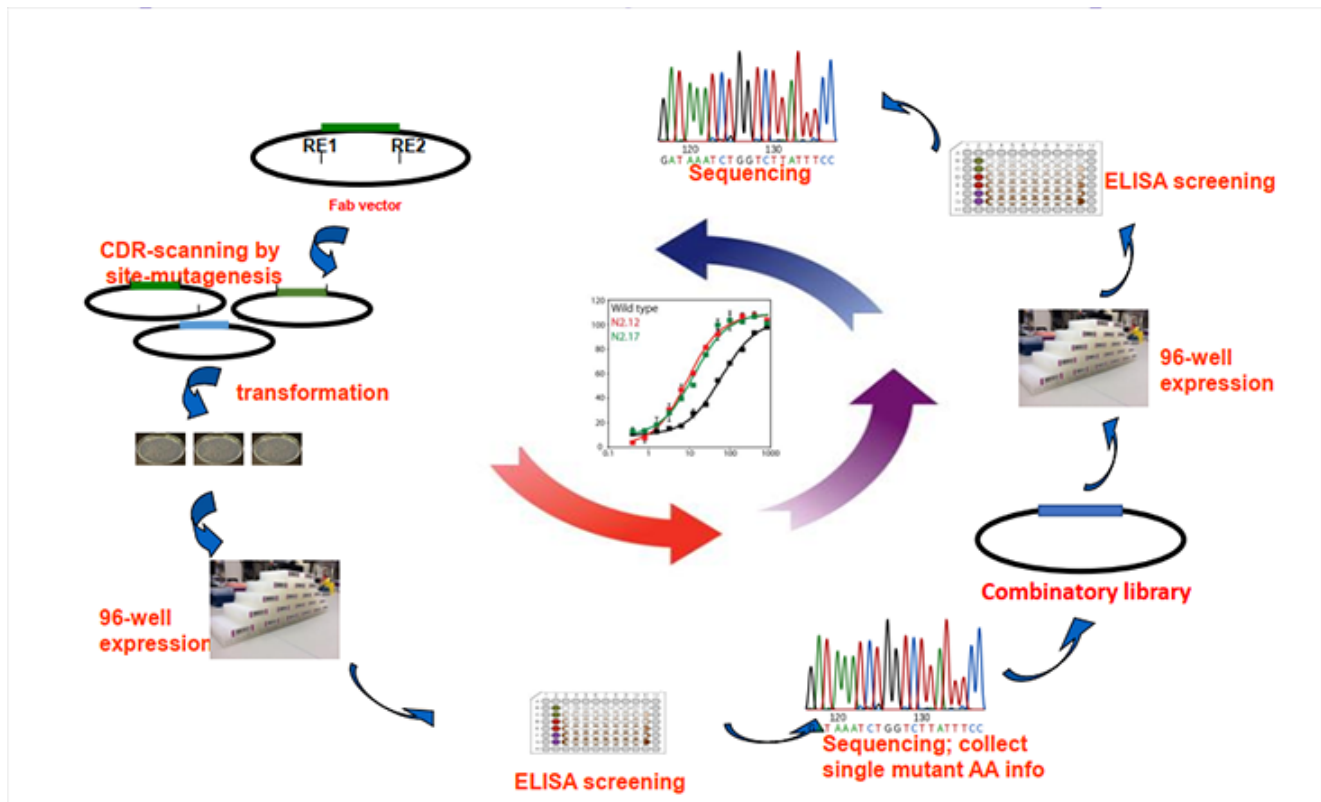 RE1
RE2
Fab vector
CDR-scanning by
site-mutagenesis
transformation
96-well
expression
ELISA screening
120
130
TAAATCTGGTCTTATTTCC
Sequencing; collect
single mutant AA info
Combinatory library
96-well
expression
ELISA screening
120
130
GATAAATCTGGTCTTATTTCC
Sequencing
Wild type
N2.12
N2.17
120
100
80
60
40
20
0
0.1
1
10
100
1000